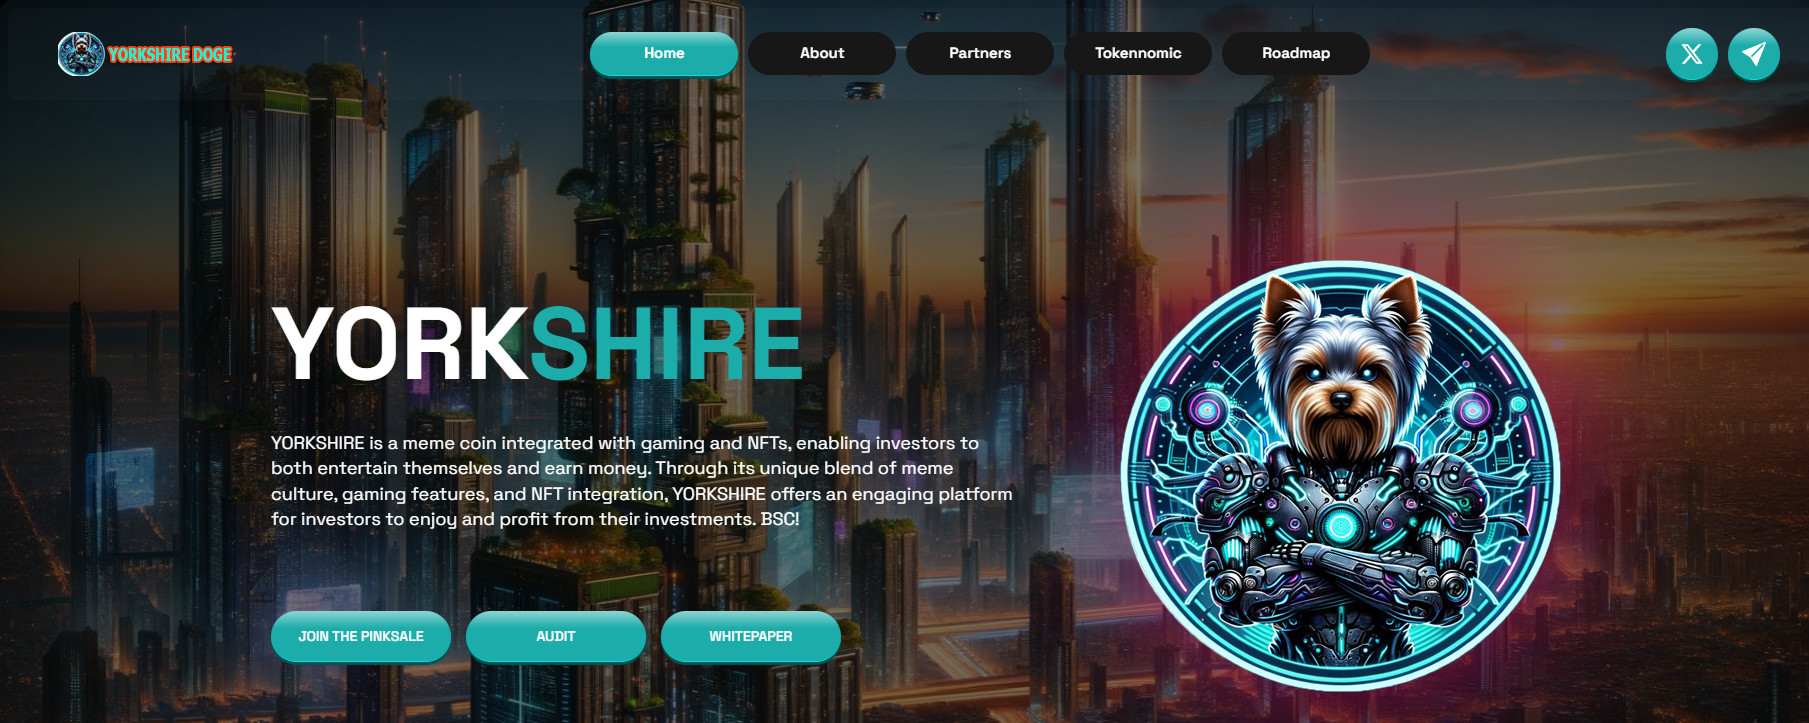 YORKSHIRE DOGE
Home
About
Partners
Tokennomic
Roadmap
YORKSHIRE
YORKSHIRE is a meme coin integrated with gaming and NFTs, enabling investors to
both entertain themselves and earn money. Through its unique blend of meme
culture, gaming features, and NFT integration, YORKSHIRE offers an engaging platform
for investors to enjoy and profit from their investments. BSC!
JOIN THE PINKSALE
AUDIT
WHITEPAPER